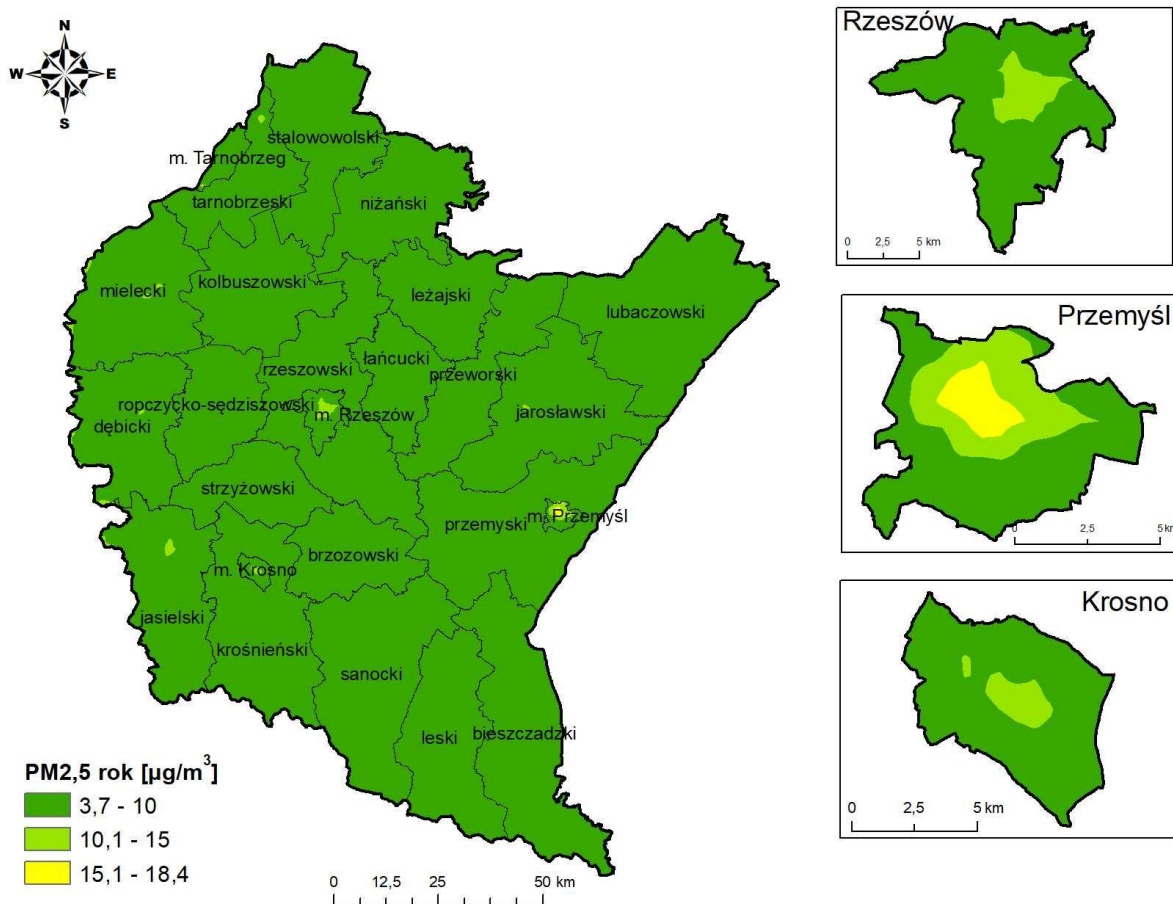 N
W E
S
stalowowolski
m. Tarnobrzeg
tarnobrzeski
niżański
mielecki
kolbuszowski
leżajski
lubaczowski
rzeszowski
łańcucki
przeworski
ropczycko-sędziszowski
m. Rzeszów
jarosławski
dębicki
strzyżowski
przemyski
m. Przemyśl
brzozowski
m. Krosno
jasielski
krośnieński
sanocki
leski
bieszczadzki
PM2,5 rok [µg/m³]
3,7 - 10
10,1 - 15
15,1 - 18,4
0 12,5 25 50 km
Rzeszów
0 2,5 5 km
Przemyśl
0 2,5 5 km
Krosno
0 2,5 5 km